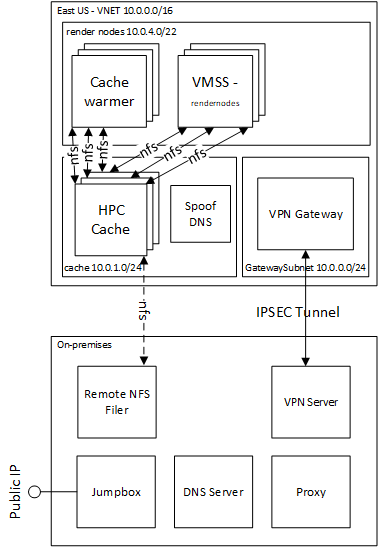 East US - VNET 10.0.0.0/16
render nodes 10.0.4.0/22
Cache
warmer
VMSS -
rendernodes
nfs
nfs
nfs
nfs
nfs
nfs
HPC
Cache
Spoof
DNS
VPN Gateway
cache 10.0.1.0/24
GatewaySubnet 10.0.0.0/24
nfs
IPSEC Tunnel
On-premises
Remote NFS
Filer
VPN Server
Public IP
Jumpbox
DNS Server
Proxy